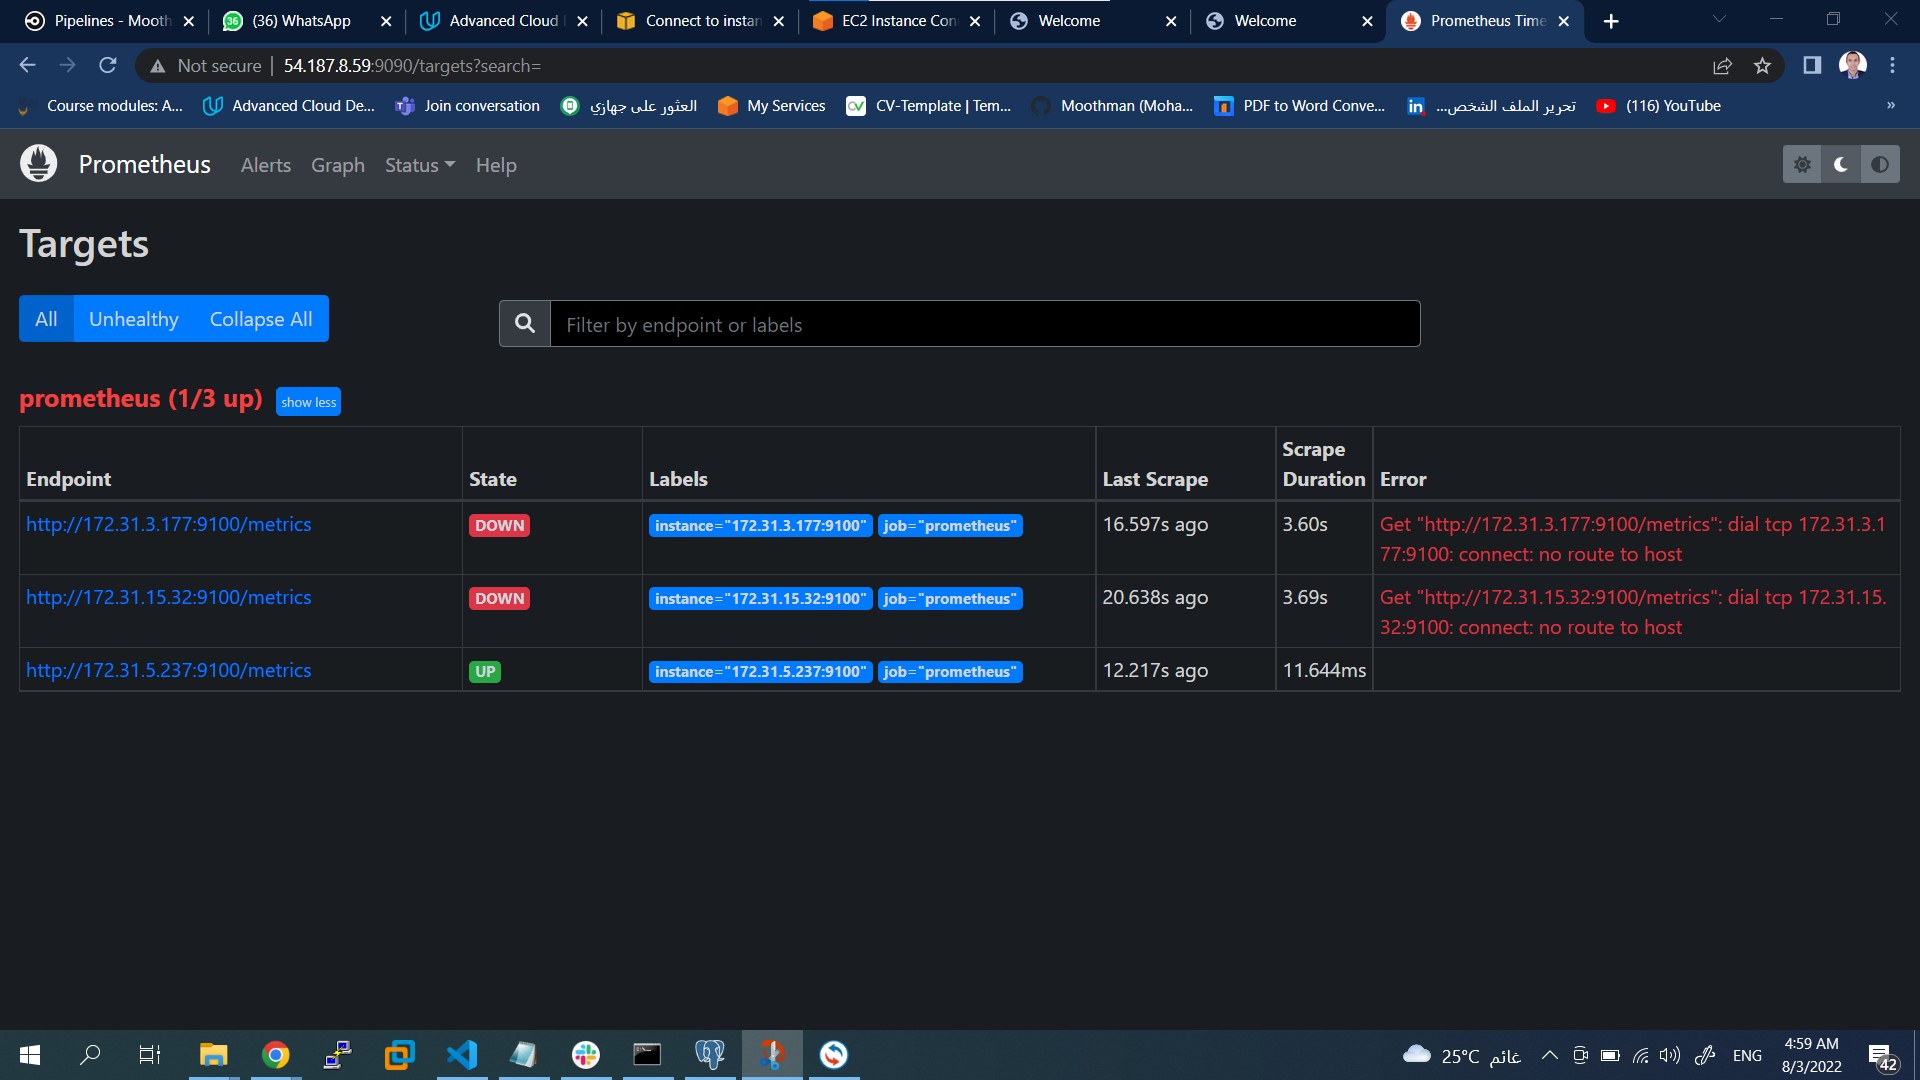 Pipelines - Mooth
(36) WhatsApp
Advanced Cloud
Connect to instan
EC2 Instance Con
Welcome
Welcome
Prometheus Time
Not secure
54.187.8.59:9090/targets?search=
Course modules: A...
Advanced Cloud De...
Join conversation
العثور على جهازي
My Services
CV-Template | Tem...
Moothman (Moha...
PDF to Word Conve...
تحرير الملف الشخص...
(116) YouTube
»
Prometheus
Alerts
Graph
Status
Help
Targets
All
Unhealthy
Collapse All
Filter by endpoint or labels
prometheus (1/3 up)
show less
Endpoint
State
Labels
Last Scrape
Scrape
Duration
Error
http://172.31.3.177:9100/metrics
DOWN
instance="172.31.3.177:9100"
job="prometheus"
16.597s ago
3.60s
Get "http://172.31.3.177:9100/metrics": dial tcp 172.31.3.1
77:9100: connect: no route to host
http://172.31.15.32:9100/metrics
DOWN
instance="172.31.15.32:9100"
job="prometheus"
20.638s ago
3.69s
Get "http://172.31.15.32:9100/metrics": dial tcp 172.31.15.
32:9100: connect: no route to host
http://172.31.5.237:9100/metrics
UP
instance="172.31.5.237:9100"
job="prometheus"
12.217s ago
11.644ms
25°C غائم
ENG
4:59 AM
8/3/2022
42